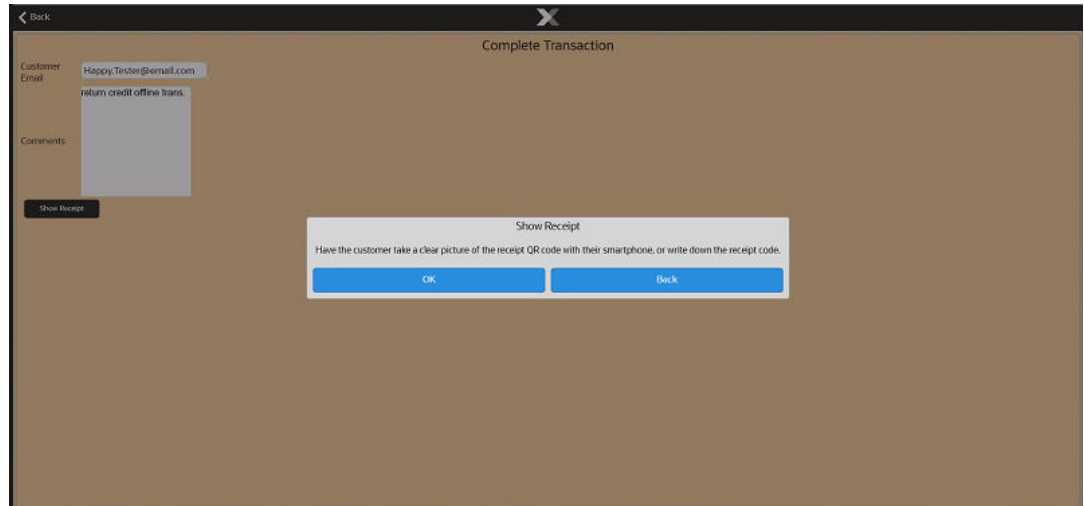 Back
Complete Transaction
Customer
Email
Happy.Tester@email.com
return credit offline trans.
Comments
Show Receipt
Show Receipt
Have the customer take a clear picture of the receipt QR code with their smartphone, or write down the receipt code.
OK
Back